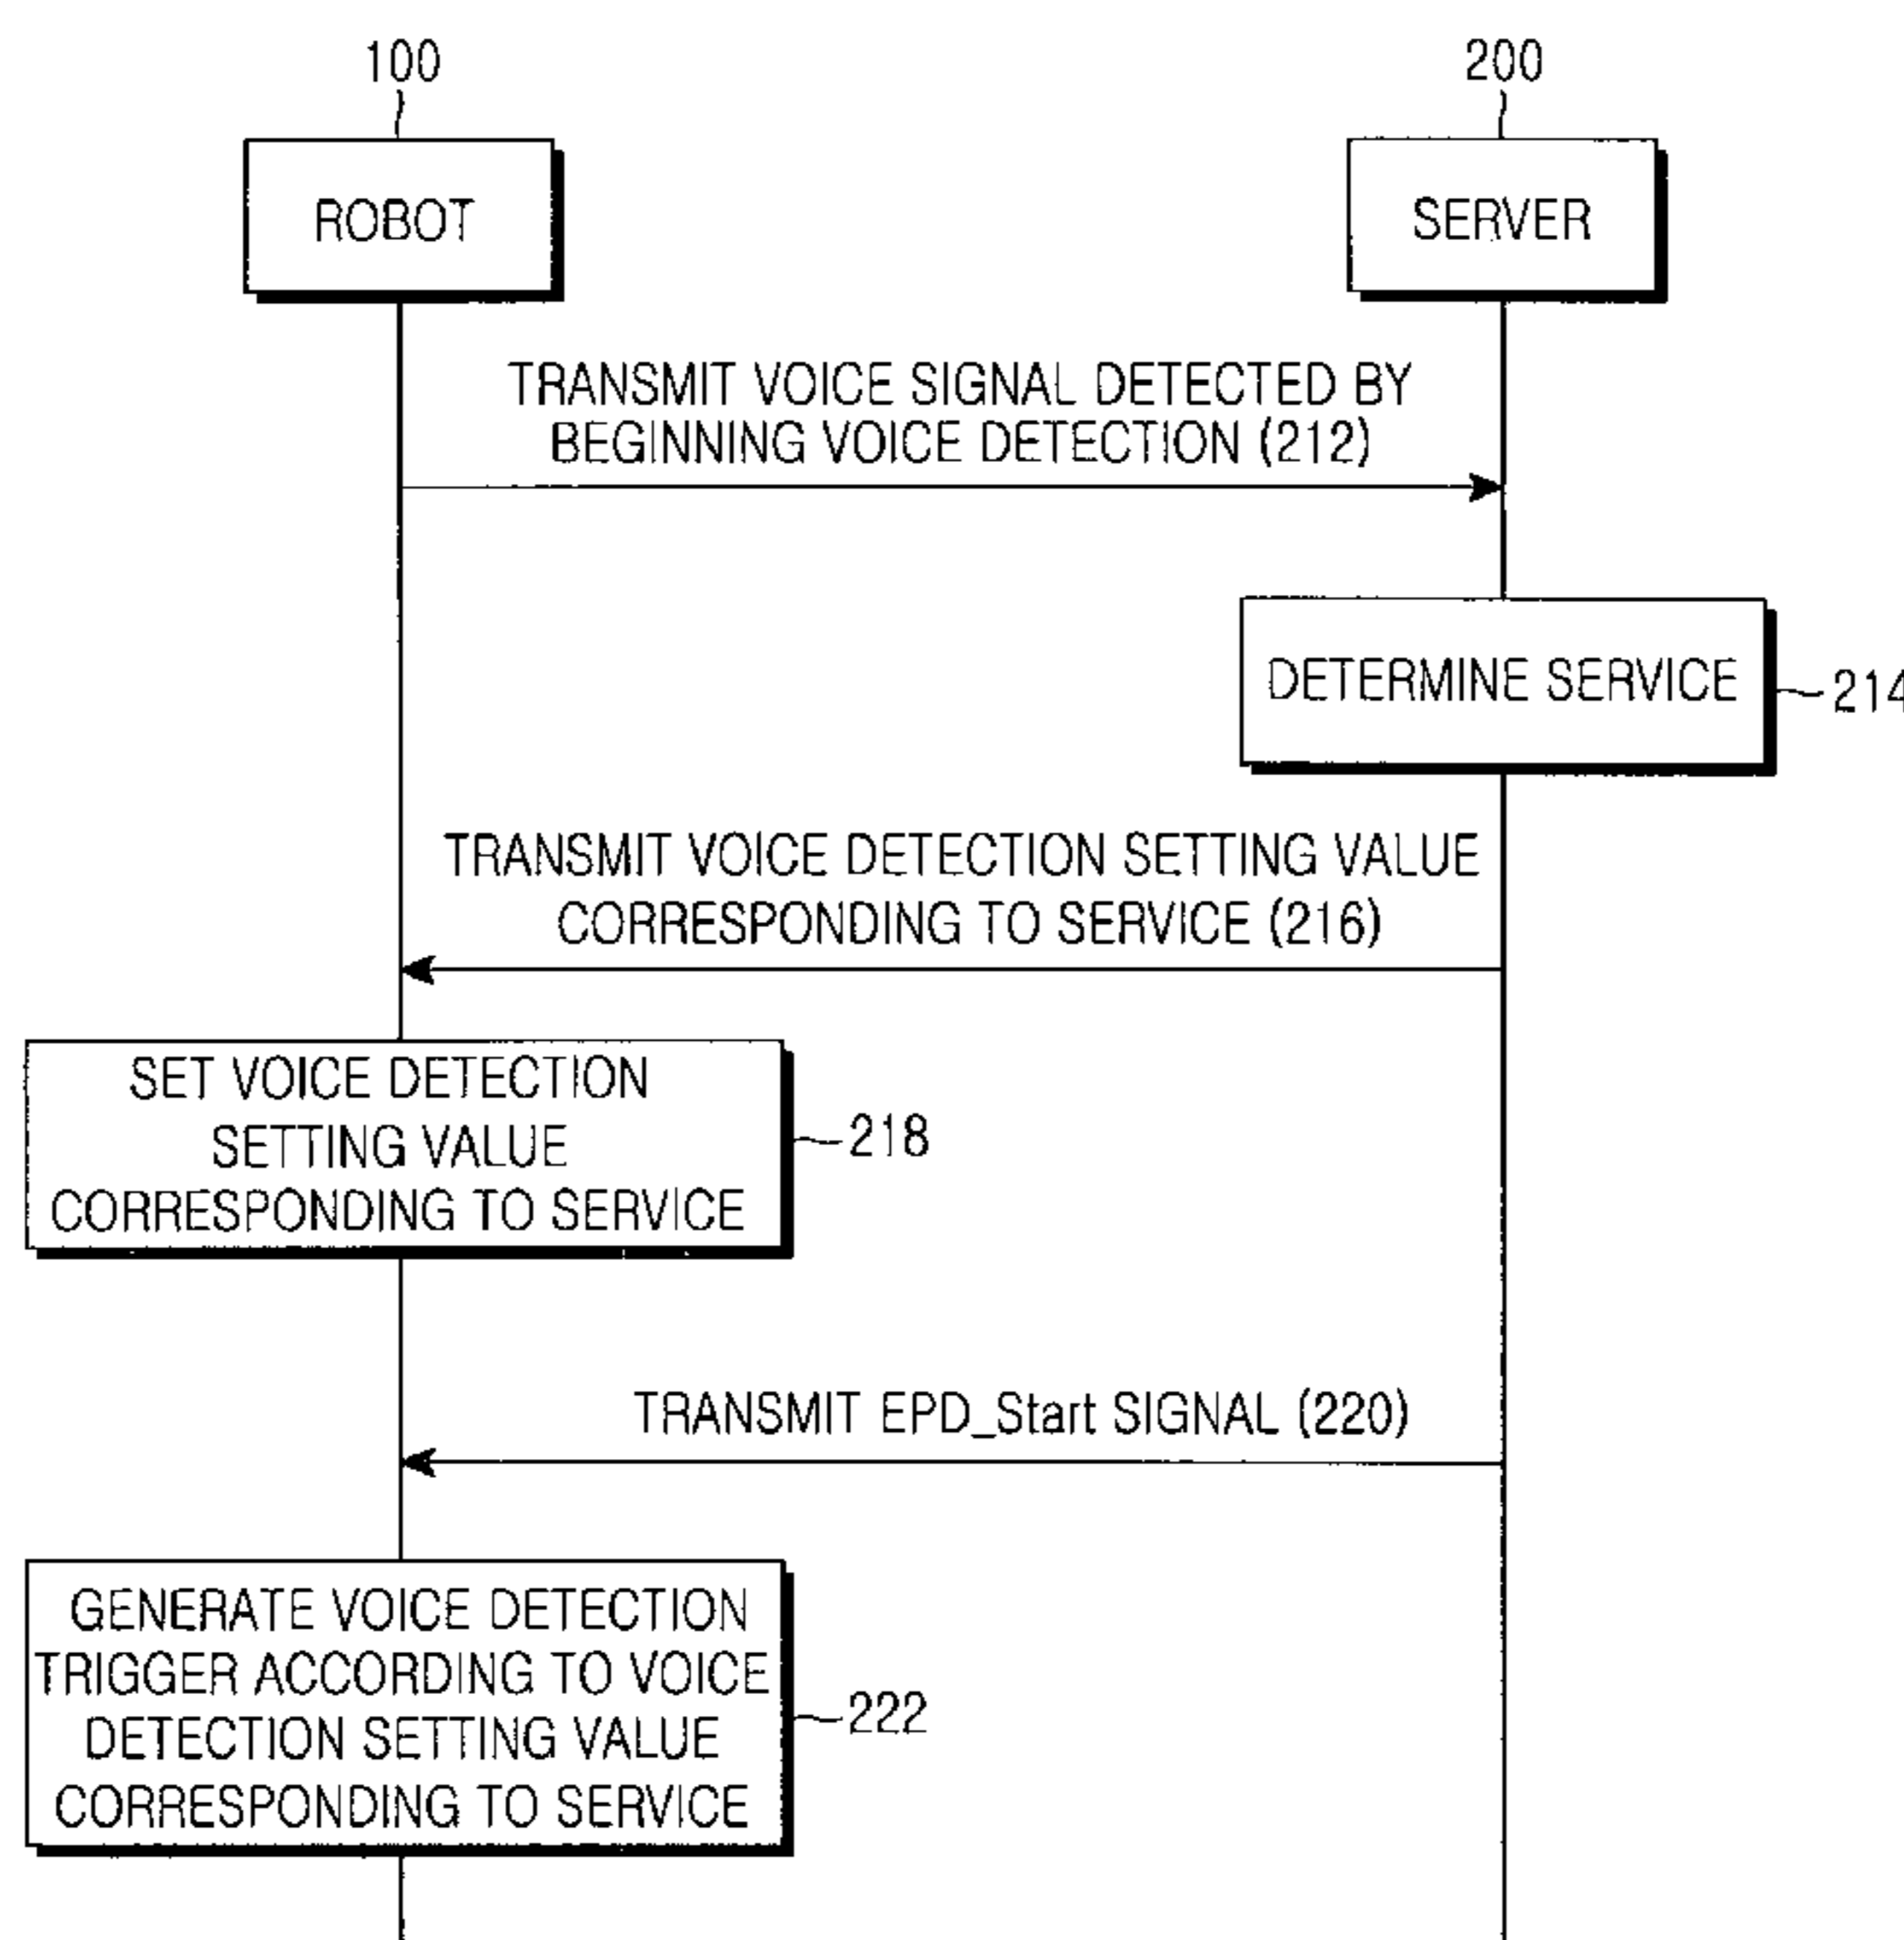 100
200
ROBOT
SERVER
TRANSMIT VOICE SIGNAL DETECTED BY
BEGINNING VOICE DETECTION (212)
DETERMINE SERVICE
214
TRANSMIT VOICE DETECTION SETTING VALUE
CORRESPONDING TO SERVICE (216)
SET VOICE DETECTION
SETTING VALUE
CORRESPONDING TO SERVICE
218
TRANSMIT EPD_Start SIGNAL (220)
GENERATE VOICE DETECTION
TRIGGER ACCORDING TO VOICE
DETECTION SETTING VALUE
CORRESPONDING TO SERVICE
222